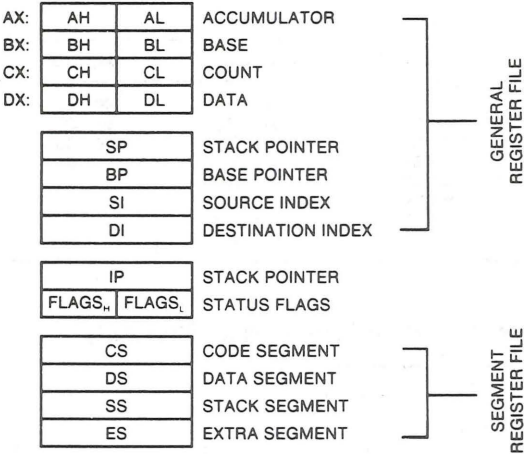 AX: AH AL ACCUMULATOR
BX: BH BL BASE
CX: CH CL COUNT
DX: DH DL DATA
SP STACK POINTER
BP BASE POINTER
SI SOURCE INDEX
DI DESTINATION INDEX
GENERAL
REGISTER FILE
IP STACK POINTER
FLAGSH FLAGSL STATUS FLAGS
CS CODE SEGMENT
DS DATA SEGMENT
SS STACK SEGMENT
ES EXTRA SEGMENT
SEGMENT
REGISTER FILE